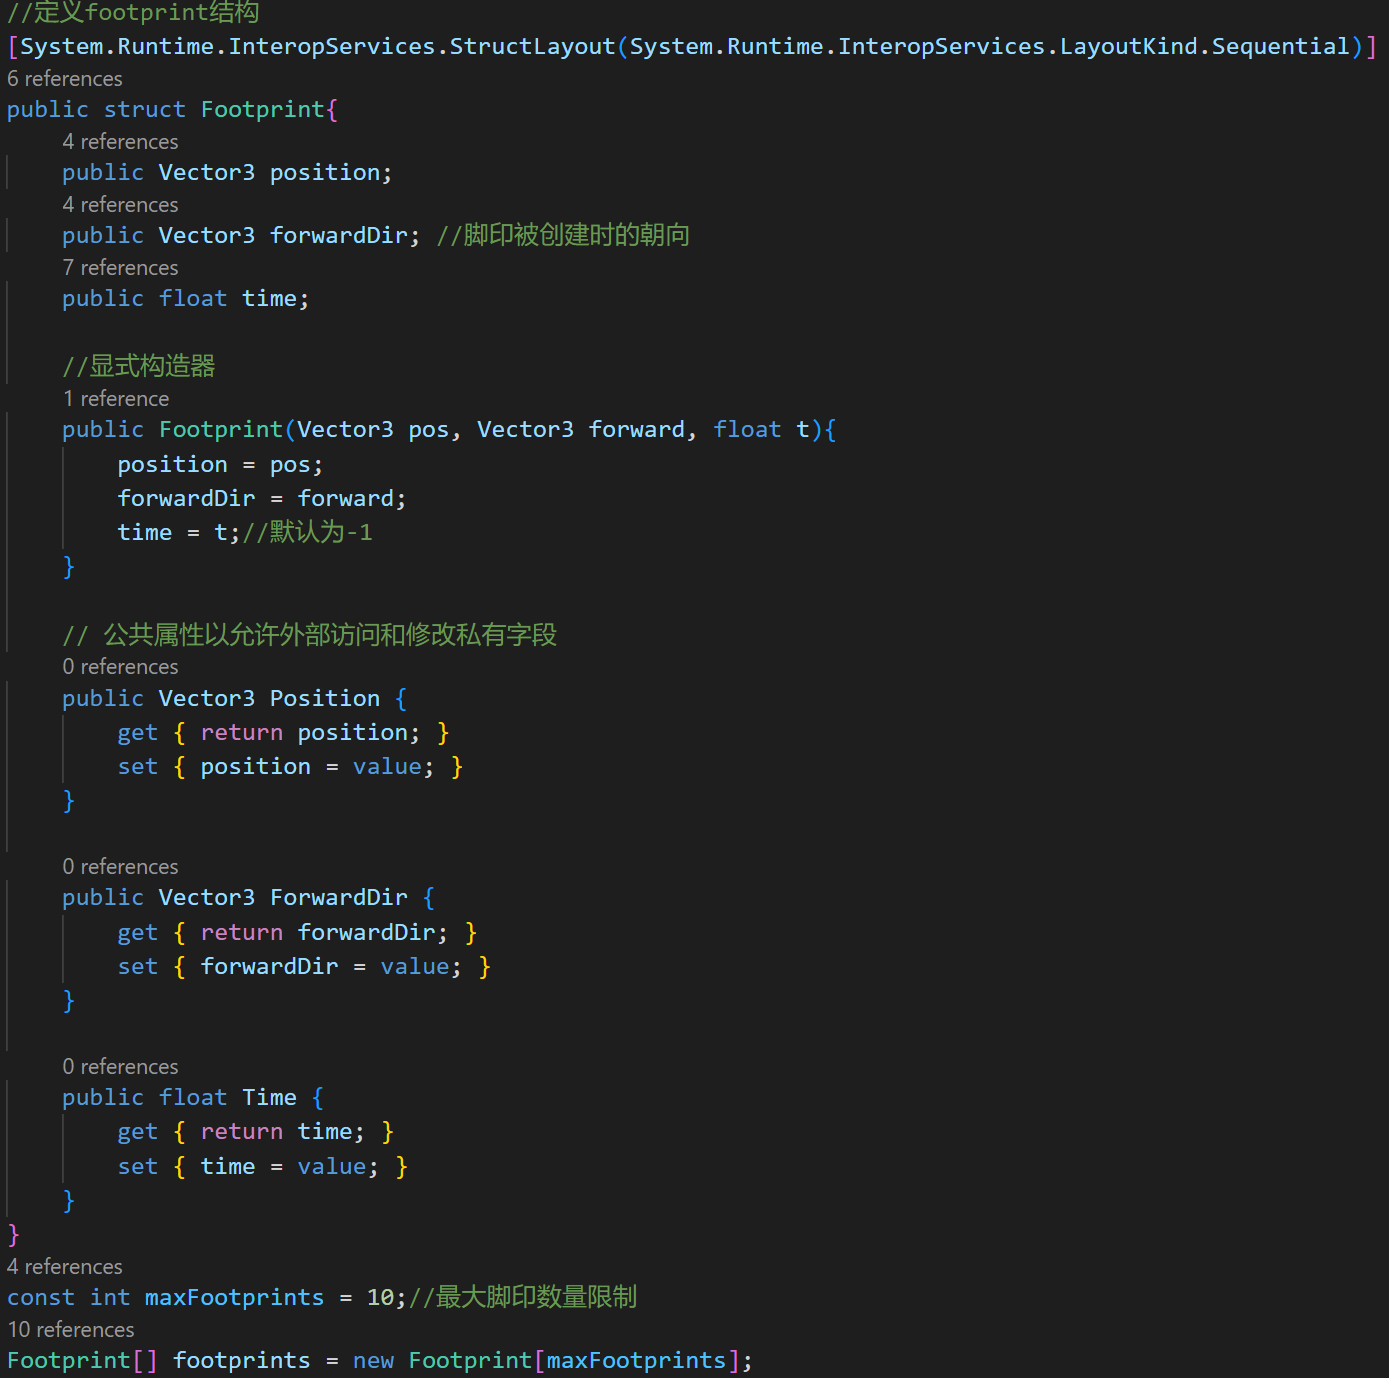 //定义footprint结构
[System.Runtime.InteropServices.StructLayout(System.Runtime.InteropServices.LayoutKind.Sequential)]
6 references
public struct Footprint{
4 references
public Vector3 position;
4 references
public Vector3 forwardDir; //脚印被创建时的朝向
7 references
public float time;
//显式构造器
1 reference
public Footprint(Vector3 pos, Vector3 forward, float t){
position = pos;
forwardDir = forward;
time = t;//默认为-1
}
// 公共属性以允许外部访问和修改私有字段
0 references
public Vector3 Position {
get { return position; }
set { position = value; }
}
0 references
public Vector3 ForwardDir {
get { return forwardDir; }
set { forwardDir = value; }
}
0 references
public float Time {
get { return time; }
set { time = value; }
}
}
4 references
const int maxFootprints = 10;//最大脚印数量限制
10 references
Footprint[] footprints = new Footprint[maxFootprints];